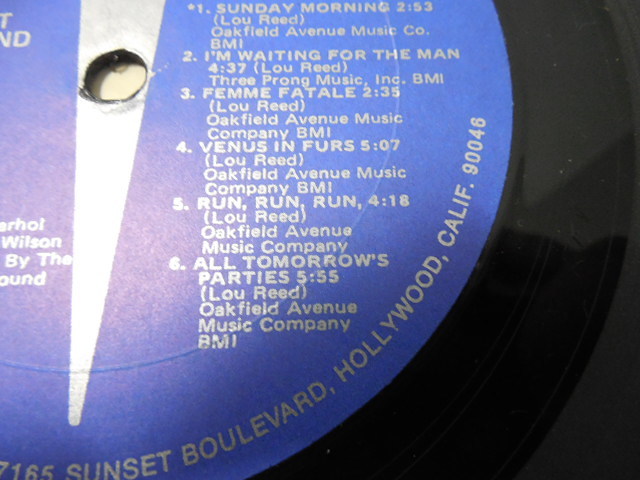 *1. SUNDAY MORNING 2:53
(Lou Reed)
Oakfield Avenue Music Co.
BMI
2. I'M WAITING FOR THE MAN
4:37 (Lou Reed)
Three Prong Music, Inc. BMI
3. FEMME FATALE 2:35
(Lou Reed)
Oakfield Avenue Music
Company BMI
4. VENUS IN FURS 5:07
(Lou Reed)
Oakfield Avenue Music
Company BMI
5. RUN, RUN, RUN, 4:18
(Lou Reed)
Oakfield Avenue
Music Company
6. ALL TOMORROW'S
PARTIES 5:55
(Lou Reed)
Oakfield Avenue
Music Company
BMI
Wilson
By The
7165 SUNSET BOULEVARD, HOLLYWOOD, CALIF. 90046